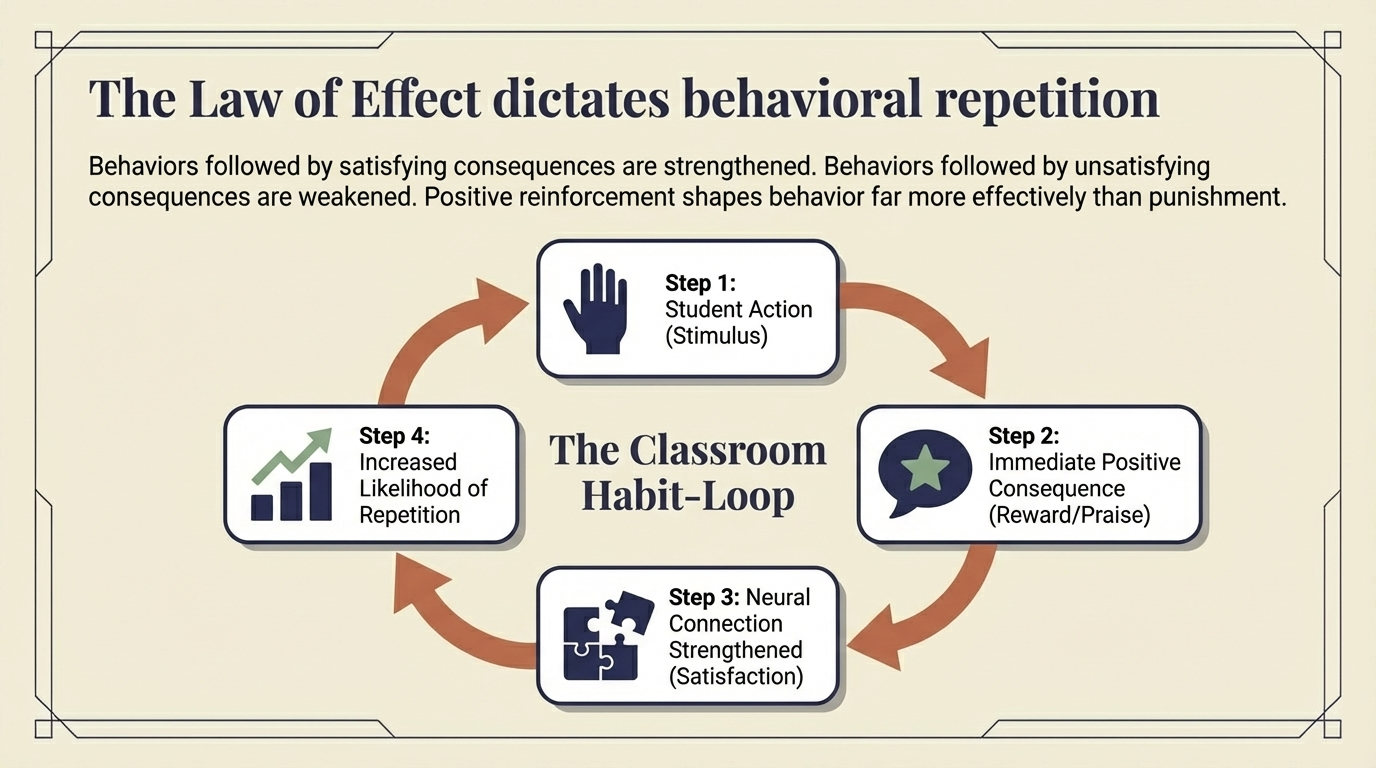 The Law of Effect dictates behavioral repetition
Behaviors followed by satisfying consequences are strengthened. Behaviors followed by unsatisfying
consequences are weakened. Positive reinforcement shapes behavior far more effectively than punishment.
Step 1:
Student Action
(Stimulus)
Step 2:
Immediate Positive
Consequence
(Reward/Praise)
Step 3: Neural
Connection
Strengthened
(Satisfaction)
Step 4:
Increased
Likelihood of
Repetition
The Classroom
Habit-Loop